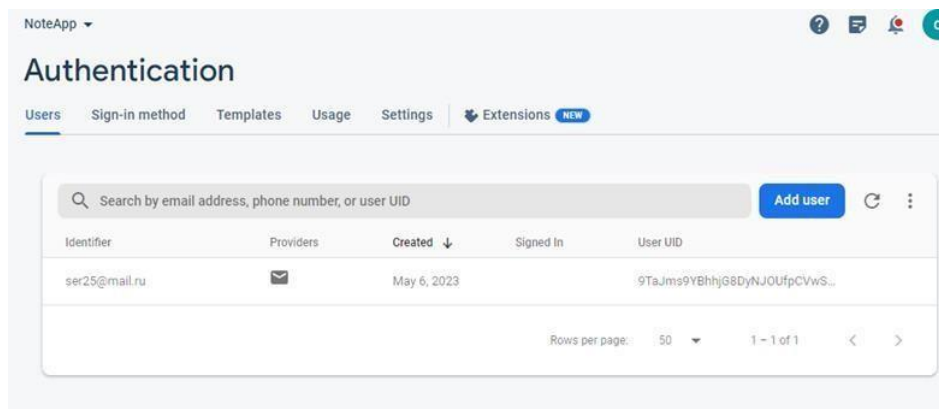 NoteApp
Authentication
Users Sign-in method Templates Usage Settings Extensions NEW
Search by email address, phone number, or user UID Add user
Identifier Providers Created Signed In User UID
ser25@mail.ru May 6, 2023 9TaJms9YBhhjG8DyNJOUfpCVwS...
Rows per page: 50 1 – 1 of 1